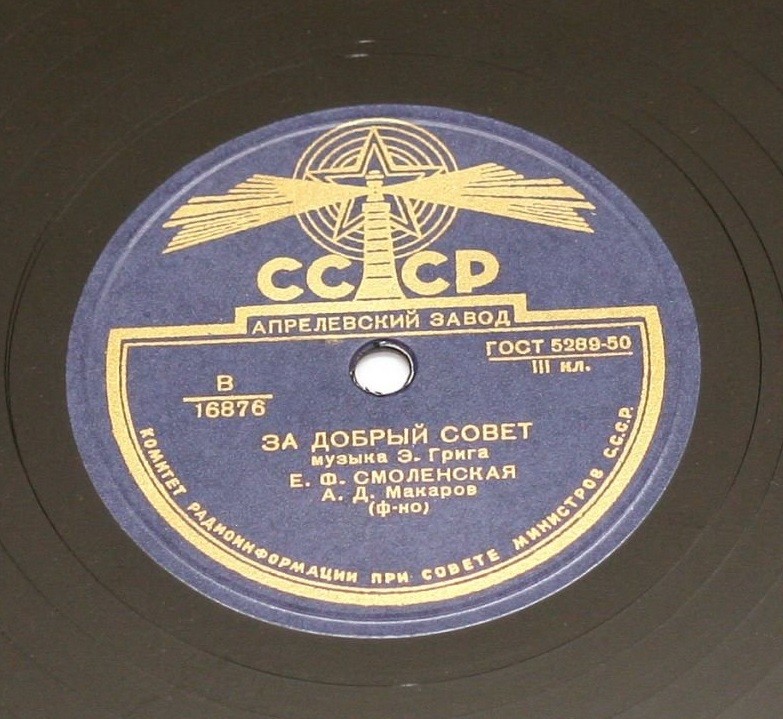 СССР
АПРЕЛЕВСКИЙ ЗАВОД
ГОСТ 5289-50
III кл.
В
16876
ЗА ДОБРЫЙ СОВЕТ
музыка Э. Грига
Е. Ф. СМОЛЕНСКАЯ
А. Д. Макаров
(ф-но)
КОМИТЕТ РАДИОИНФОРМАЦИИ ПРИ СОВЕТЕ МИНИСТРОВ С.С.С.Р.